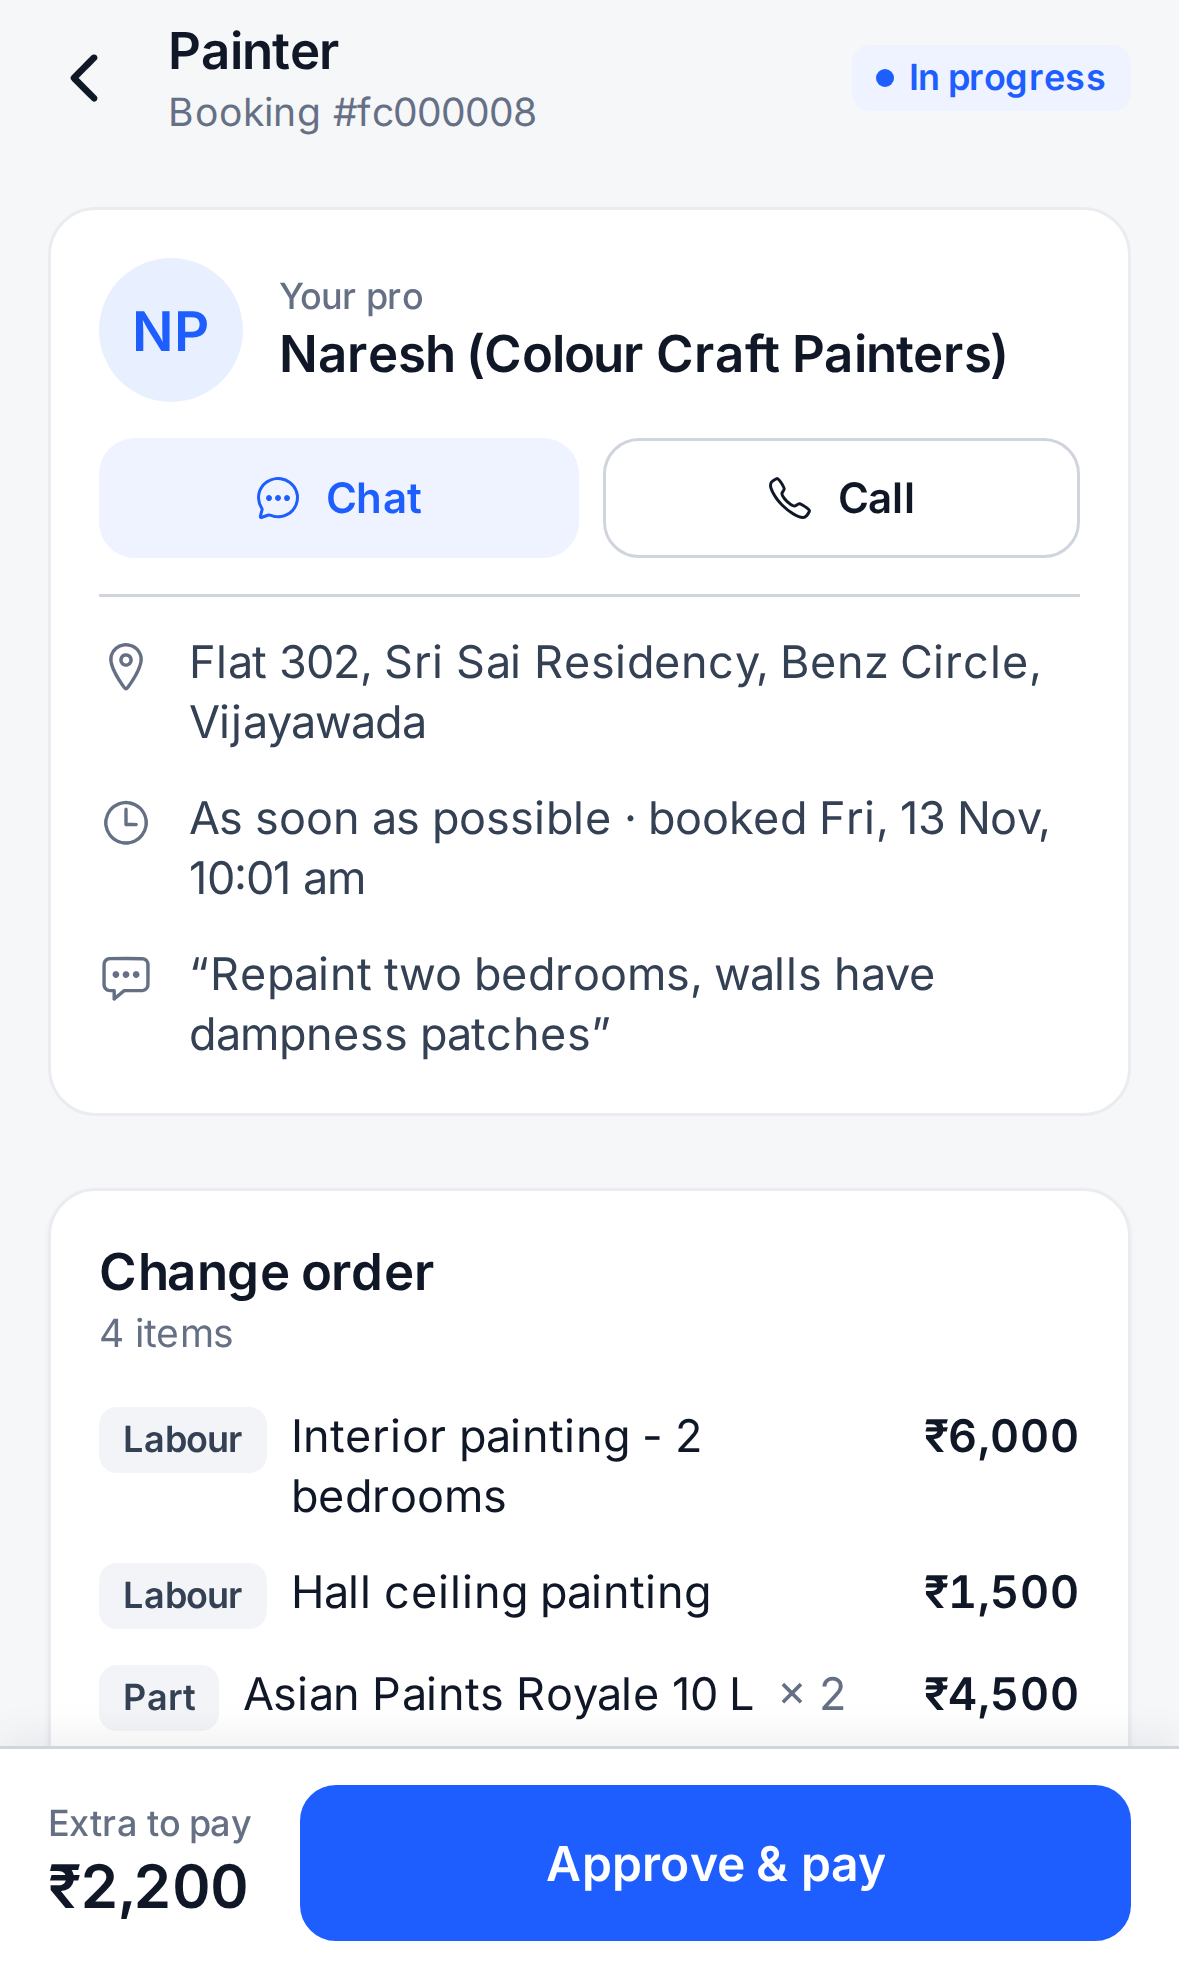 Painter
Booking #fc000008
In progress
NP
Your pro
Naresh (Colour Craft Painters)
Chat
Call
Flat 302, Sri Sai Residency, Benz Circle,
Vijayawada
As soon as possible · booked Fri, 13 Nov,
10:01 am
“Repaint two bedrooms, walls have
dampness patches”
Change order
4 items
Labour Interior painting - 2 ₹6,000
bedrooms
Labour Hall ceiling painting ₹1,500
Part Asian Paints Royale 10 L × 2 ₹4,500
Extra to pay
₹2,200
Approve & pay